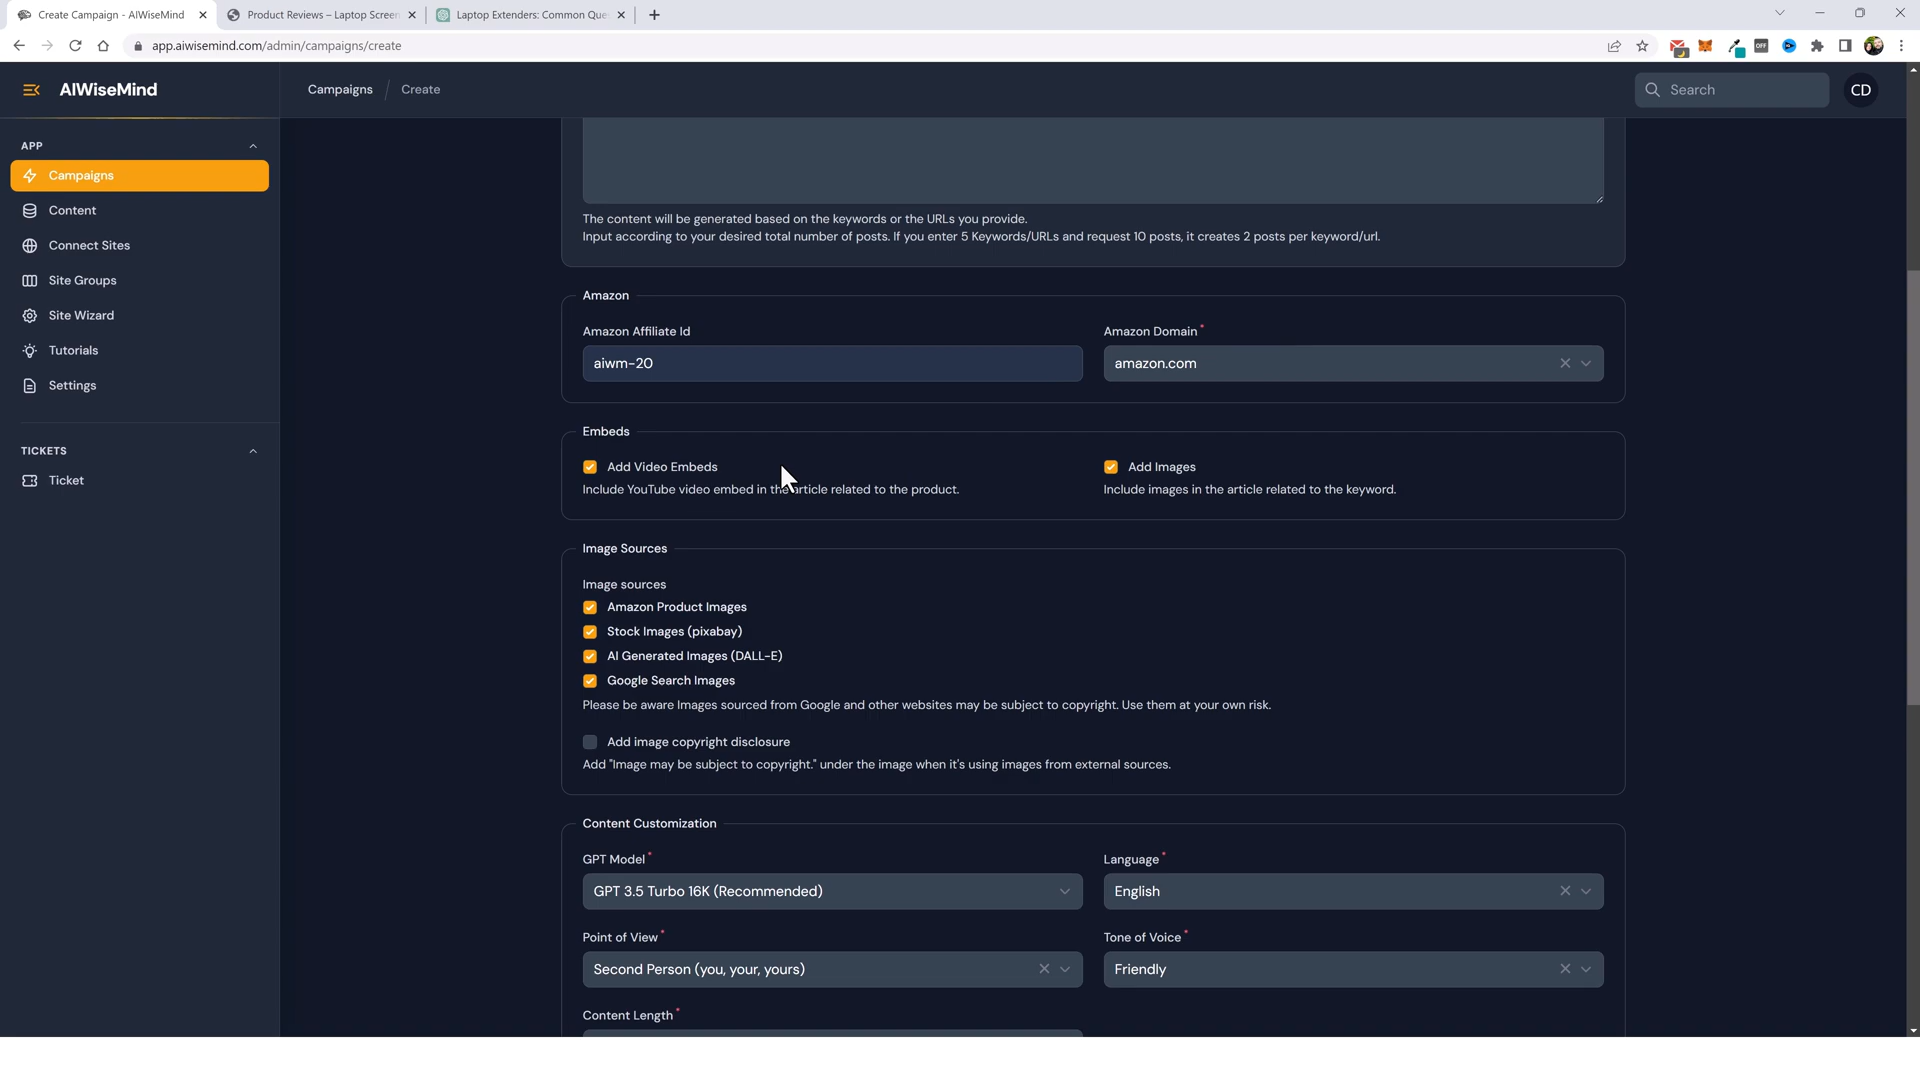 Create Campaign - AIWiseMind
Product Reviews – Laptop Screen
Laptop Extenders: Common Que
app.aiwisemind.com/admin/campaigns/create
AIWiseMind
Campaigns / Create
Search
CD
APP
Campaigns
Content
Connect Sites
Site Groups
Site Wizard
Tutorials
Settings
TICKETS
Ticket
The content will be generated based on the keywords or the URLs you provide.
Input according to your desired total number of posts. If you enter 5 Keywords/URLs and request 10 posts, it creates 2 posts per keyword/url.
Amazon
Amazon Affiliate Id
Amazon Domain*
aiwm-20
amazon.com
Embeds
Add Video Embeds
Add Images
Include YouTube video embed in the article related to the product.
Include images in the article related to the keyword.
Image Sources
Image sources
Amazon Product Images
Stock Images (pixabay)
AI Generated Images (DALL-E)
Google Search Images
Please be aware Images sourced from Google and other websites may be subject to copyright. Use them at your own risk.
Add image copyright disclosure
Add "Image may be subject to copyright." under the image when it's using images from external sources.
Content Customization
GPT Model*
Language*
GPT 3.5 Turbo 16K (Recommended)
English
Point of View*
Tone of Voice*
Second Person (you, your, yours)
Friendly
Content Length*